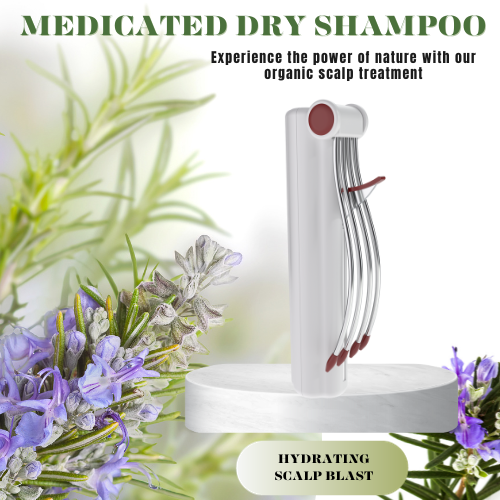 MEDICATED DRY SHAMPOO
Experience the power of nature with our
organic scalp treatment
HYDRATING
SCALP BLAST